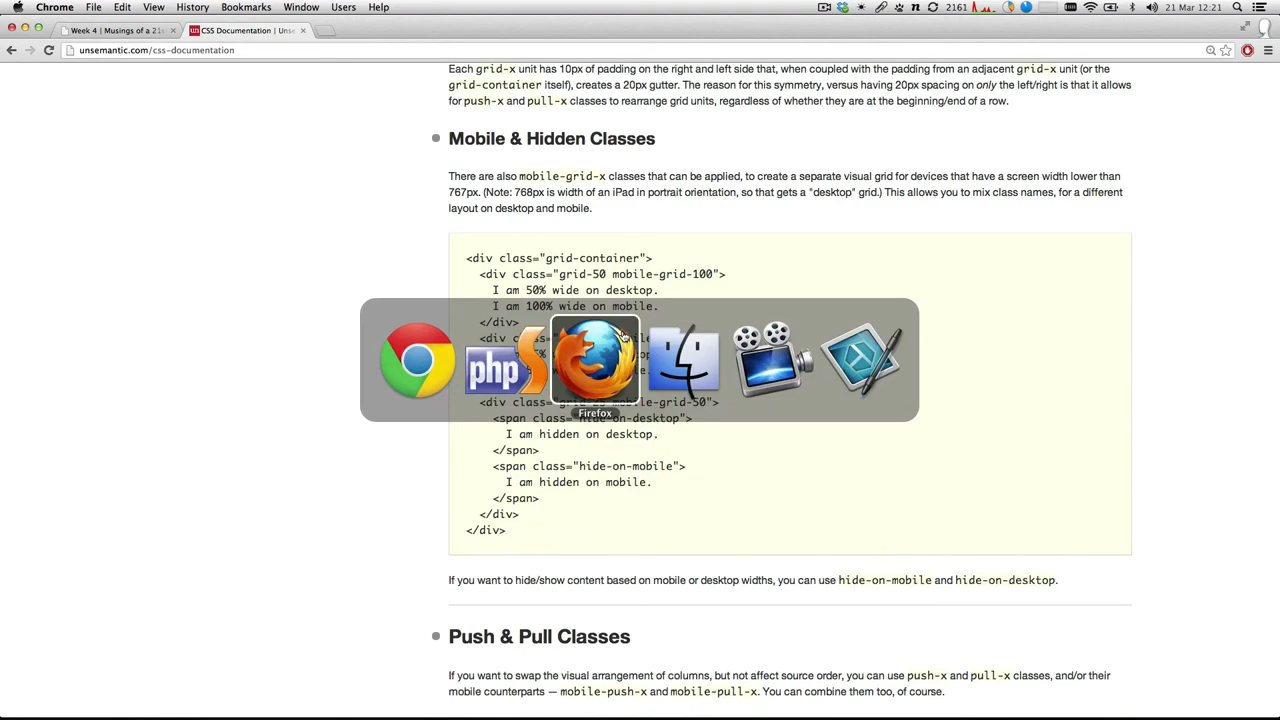 Chrome File Edit View History Bookmarks Window Users Help 2161 21 Mar 12:21
Week 4 | Musings of a 21s
CSS Documentation | Uns
unsemantic.com/css-documentation
Each grid-x unit has 10px of padding on the right and left side that, when coupled with the padding from an adjacent grid-x unit (or the
grid-container itself), creates a 20px gutter. The reason for this symmetry, versus having 20px spacing on only the left/right is that it allows
for push-x and pull-x classes to rearrange grid units, regardless of whether they are at the beginning/end of a row.
Mobile & Hidden Classes
There are also mobile-grid-x classes that can be applied, to create a separate visual grid for devices that have a screen width lower than
767px. (Note: 768px is width of an iPad in portrait orientation, so that gets a "desktop" grid.) This allows you to mix class names, for a different
layout on desktop and mobile.
<div class="grid-container">
<div class="grid-50 mobile-grid-100">
I am 50% wide on desktop.
I am 100% wide on mobile.
</div>
<div
php
Firefox
<div class="grid-25 mobile-grid-50">
<span class="hide-on-desktop">
I am hidden on desktop.
</span>
<span class="hide-on-mobile">
I am hidden on mobile.
</span>
</div>
</div>
If you want to hide/show content based on mobile or desktop widths, you can use hide-on-mobile and hide-on-desktop.
Push & Pull Classes
If you want to swap the visual arrangement of columns, but not affect source order, you can use push-x and pull-x classes, and/or their
mobile counterparts — mobile-push-x and mobile-pull-x. You can combine them too, of course.